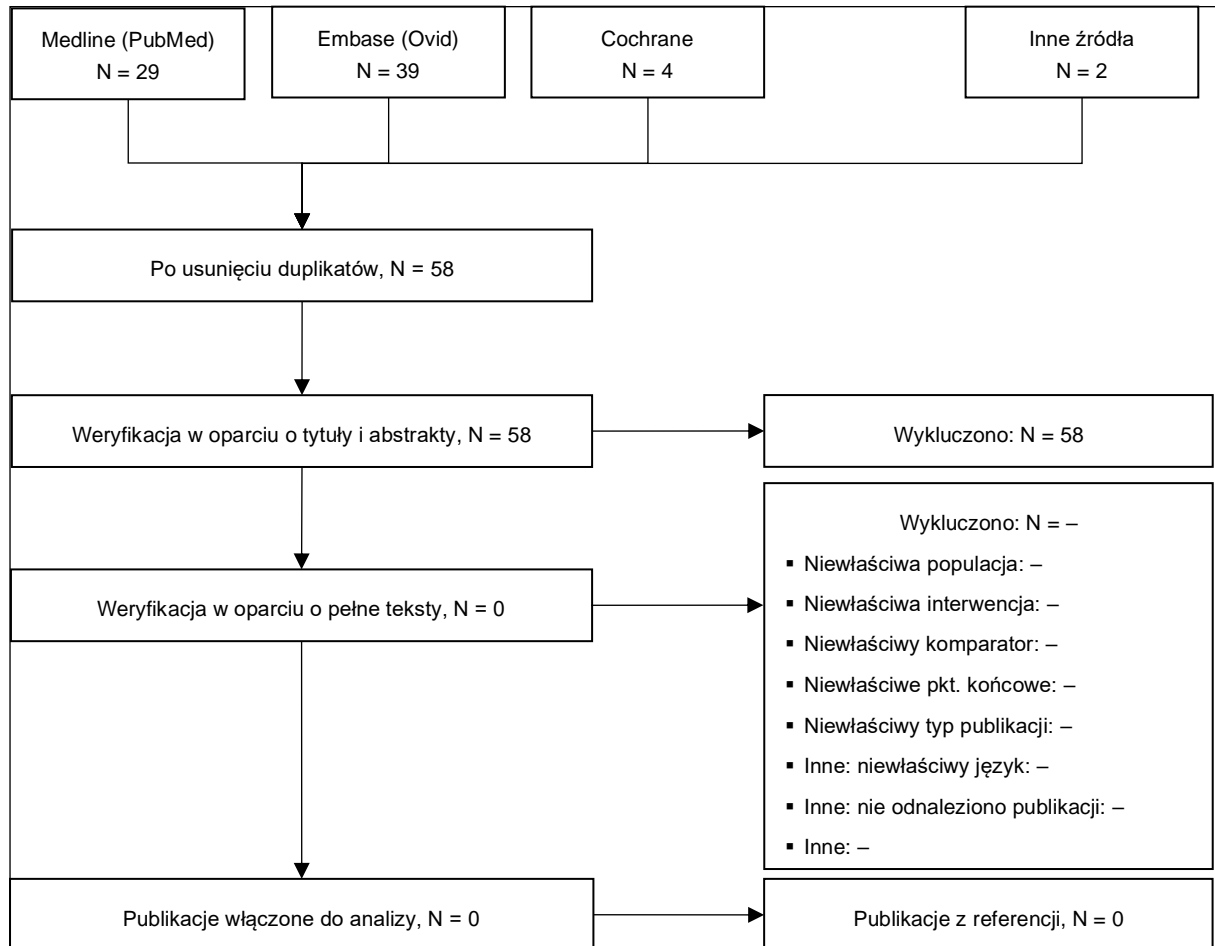 Medline (PubMed)
N = 29
Embase (Ovid)
N = 39
Cochrane
N = 4
Inne źródła
N = 2
Po usunięciu duplikatów, N = 58
Weryfikacja w oparciu o tytuły i abstrakty, N = 58
Wykluczono: N = 58
Weryfikacja w oparciu o pełne teksty, N = 0
Wykluczono: N = –
▪ Niewłaściwa populacja: –
▪ Niewłaściwa interwencja: –
▪ Niewłaściwy komparator: –
▪ Niewłaściwe pkt. końcowe: –
▪ Niewłaściwy typ publikacji: –
▪ Inne: niewłaściwy język: –
▪ Inne: nie odnaleziono publikacji: –
▪ Inne: –
Publikacje włączone do analizy, N = 0
Publikacje z referencji, N = 0